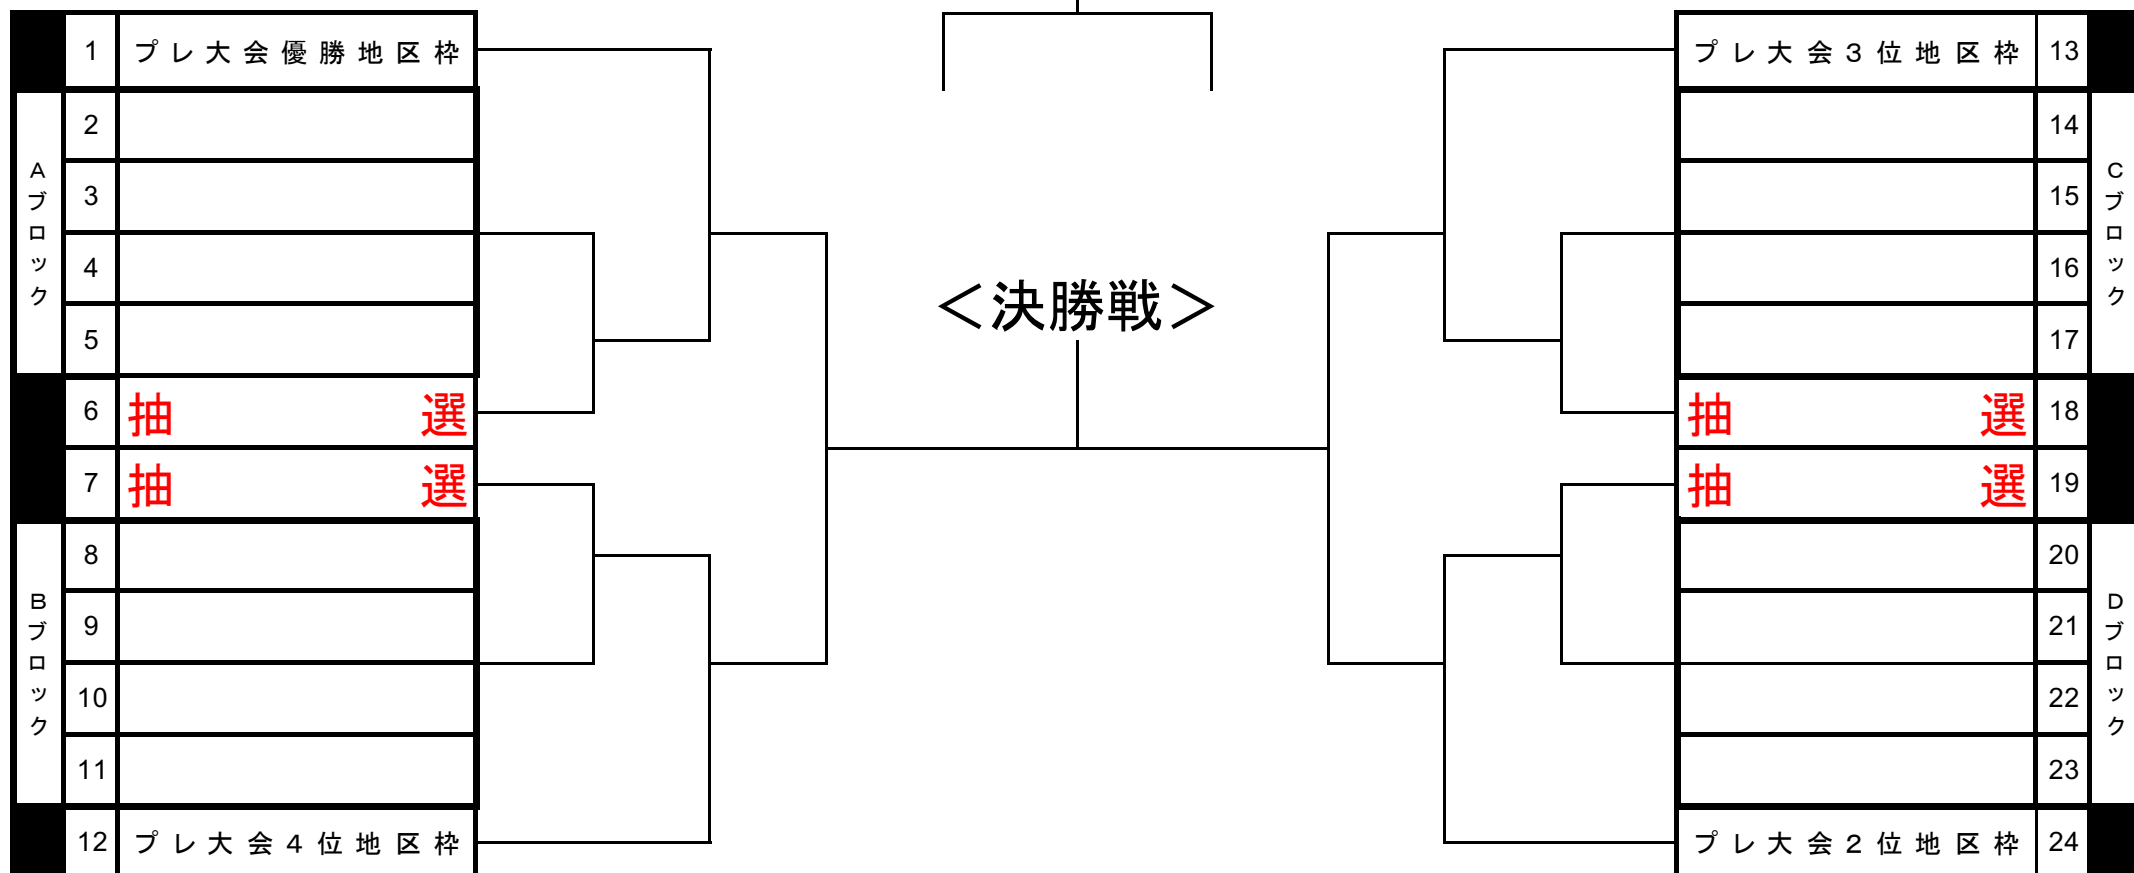 1 プレ大会優勝地区枠
2
3
4
5
Aブロック
6 抽選
7 抽選
8
9
10
11
Bブロック
12 プレ大会4位地区枠
<決勝戦>
プレ大会3位地区枠 13
14
15
16
17
Cブロック
抽選 18
抽選 19
20
21
22
23
Dブロック
プレ大会2位地区枠 24